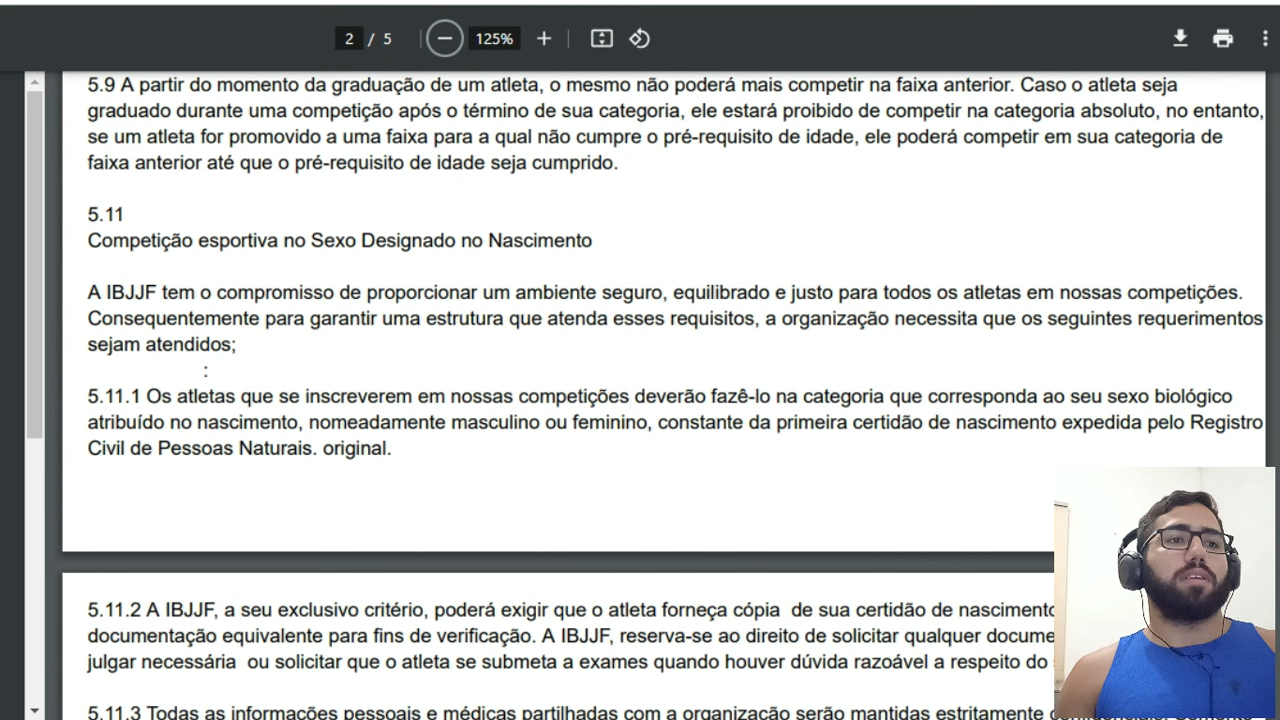 2 / 5 125%
5.9 A partir do momento da graduação de um atleta, o mesmo não poderá mais competir na faixa anterior. Caso o atleta seja
graduado durante uma competição após o término de sua categoria, ele estará proibido de competir na categoria absoluto, no entanto,
se um atleta for promovido a uma faixa para a qual não cumpre o pré-requisito de idade, ele poderá competir em sua categoria de
faixa anterior até que o pré-requisito de idade seja cumprido.
5.11
Competição esportiva no Sexo Designado no Nascimento
A IBJJF tem o compromisso de proporcionar um ambiente seguro, equilibrado e justo para todos os atletas em nossas competições.
Consequentemente para garantir uma estrutura que atenda esses requisitos, a organização necessita que os seguintes requerimentos
sejam atendidos;
:
5.11.1 Os atletas que se inscreverem em nossas competições deverão fazê-lo na categoria que corresponda ao seu sexo biológico
atribuído no nascimento, nomeadamente masculino ou feminino, constante da primeira certidão de nascimento expedida pelo Registro
Civil de Pessoas Naturais. original.
5.11.2 A IBJJF, a seu exclusivo critério, poderá exigir que o atleta forneça cópia de sua certidão de nascimento
documentação equivalente para fins de verificação. A IBJJF, reserva-se ao direito de solicitar qualquer docume
julgar necessária ou solicitar que o atleta se submeta a exames quando houver dúvida razoável a respeito do
5.11.3 Todas as informações pessoais e médicas partilhadas com a organização serão mantidas estritamente